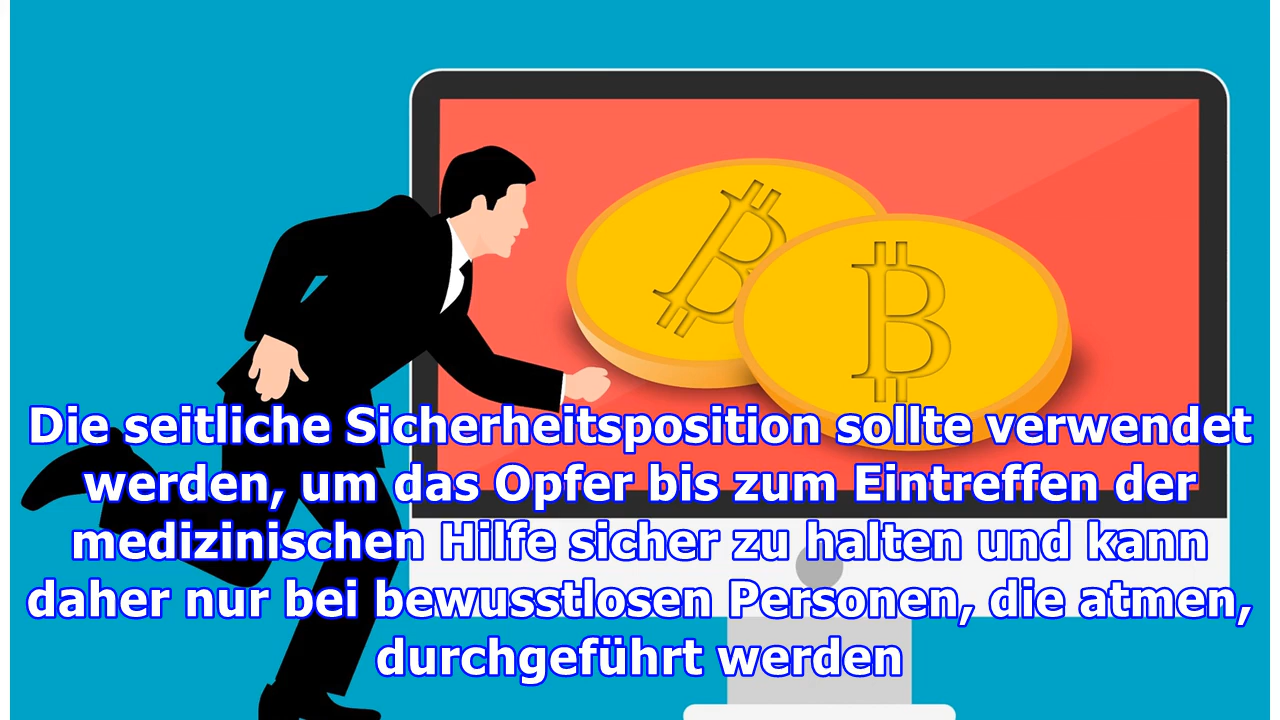 Die seitliche Sicherheitsposition sollte verwendet
werden, um das Opfer bis zum Eintreffen der
medizinischen Hilfe sicher zu halten und kann
daher nur bei bewusstlosen Personen, die atmen,
durchgeführt werden